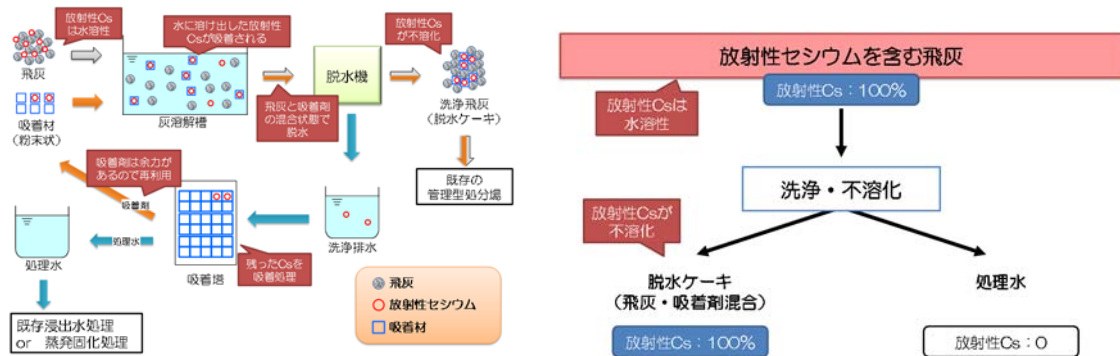 放射性Cs
は水溶性
水に溶け出した放射性
Csが吸着される
放射性Cs
が不溶化
飛灰
吸着材
(粉末状)
灰溶解槽
脱水機
飛灰と吸着剤
の混合状態で
脱水
洗浄飛灰
(脱水ケーキ)
既存の
管理型処分場
吸着剤は余力が
あるので再利用
吸着剤
処理水
処理水
吸着塔
残ったCsを
吸着処理
洗浄排水
既存浸出水処理
or 蒸発固化処理
飛灰
放射性セシウム
吸着材
放射性セシウムを含む飛灰
放射性Cs：100%
放射性Csは
水溶性
洗浄・不溶化
放射性Csが
不溶化
脱水ケーキ
(飛灰・吸着剤混合)
処理水
放射性Cs：100%
放射性Cs：0